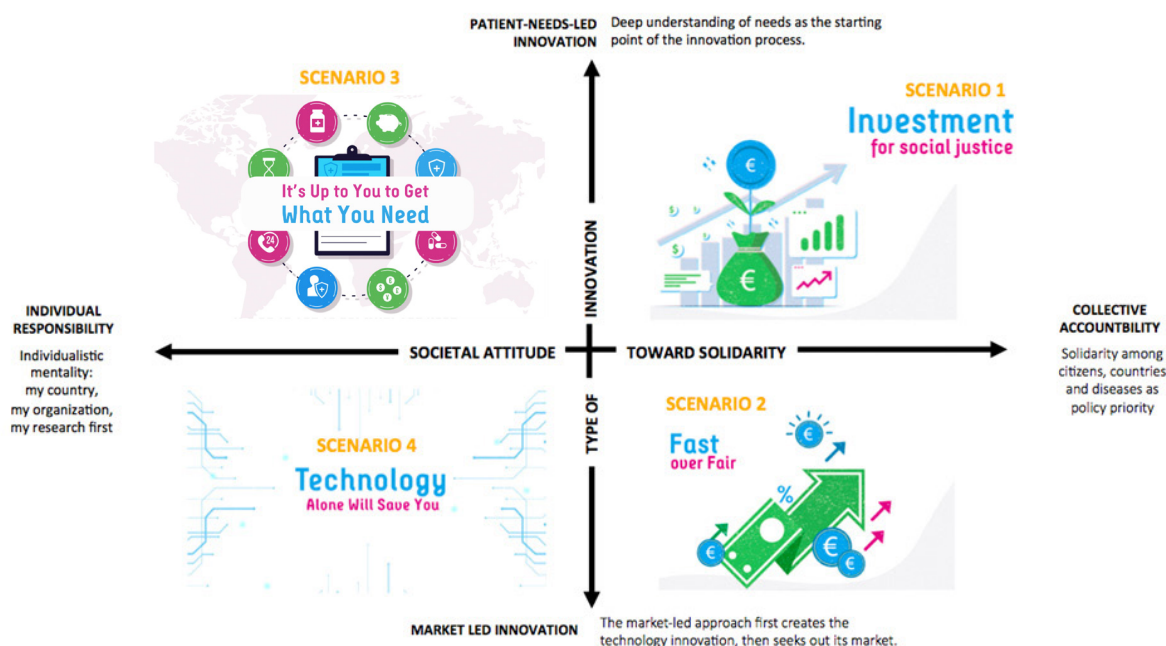 PATIENT-NEEDS-LED
INNOVATION
Deep understanding of needs as the starting
point of the innovation process.
SCENARIO 3
It's Up to You to Get
What You Need
24
SCENARIO 1
Investment
for social justice
€
$
$
€
INDIVIDUAL
RESPONSIBILITY
Individualistic
mentality:
my country,
my organization,
my research first
SOCIETAL ATTITUDE
TOWARD SOLIDARITY
COLLECTIVE
ACCOUNTBILITY
Solidarity among
citizens, countries
and diseases as
policy priority
INNOVATION
TYPE OF
SCENARIO 4
Technology
Alone Will Save You
SCENARIO 2
Fast
over Fair
€
%
€
€
€
MARKET LED INNOVATION
The market-led approach first creates the
technology innovation, then seeks out its market.